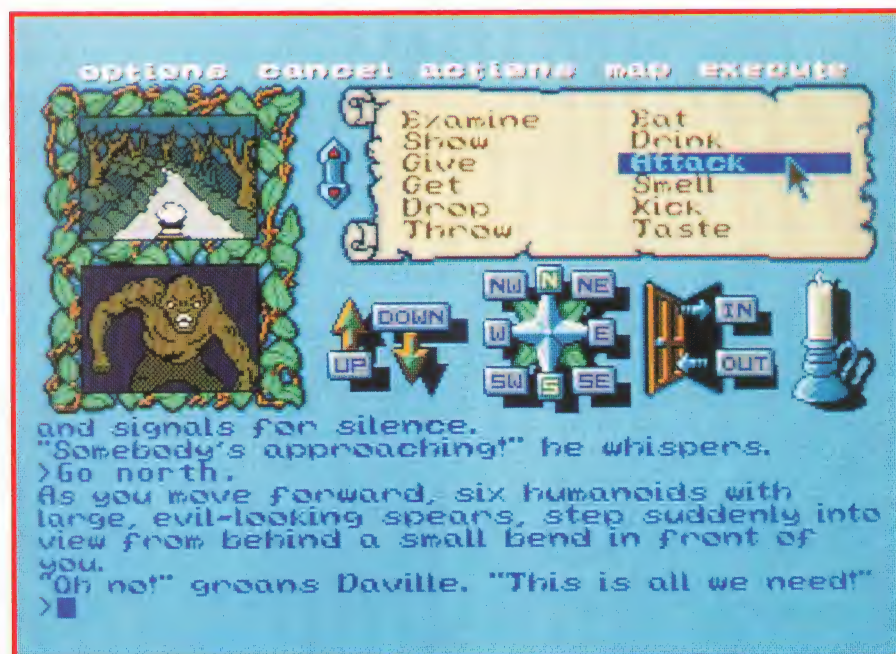 options cancel actions map execute
Examine Eat
Show Drink
Give Attack
Get Smell
Drop Kick
Throw Taste
NW N NE
DOWN
W E
IN
UP
OUT
SW S SE
and signals for silence.
"Somebody's approaching!" he whispers.
>Go north.
As you move forward, six humanoids with
large, evil-looking spears, step suddenly into
view from behind a small bend in front of
you.
"Oh no!" groans Daville. "This is all we need!"
>